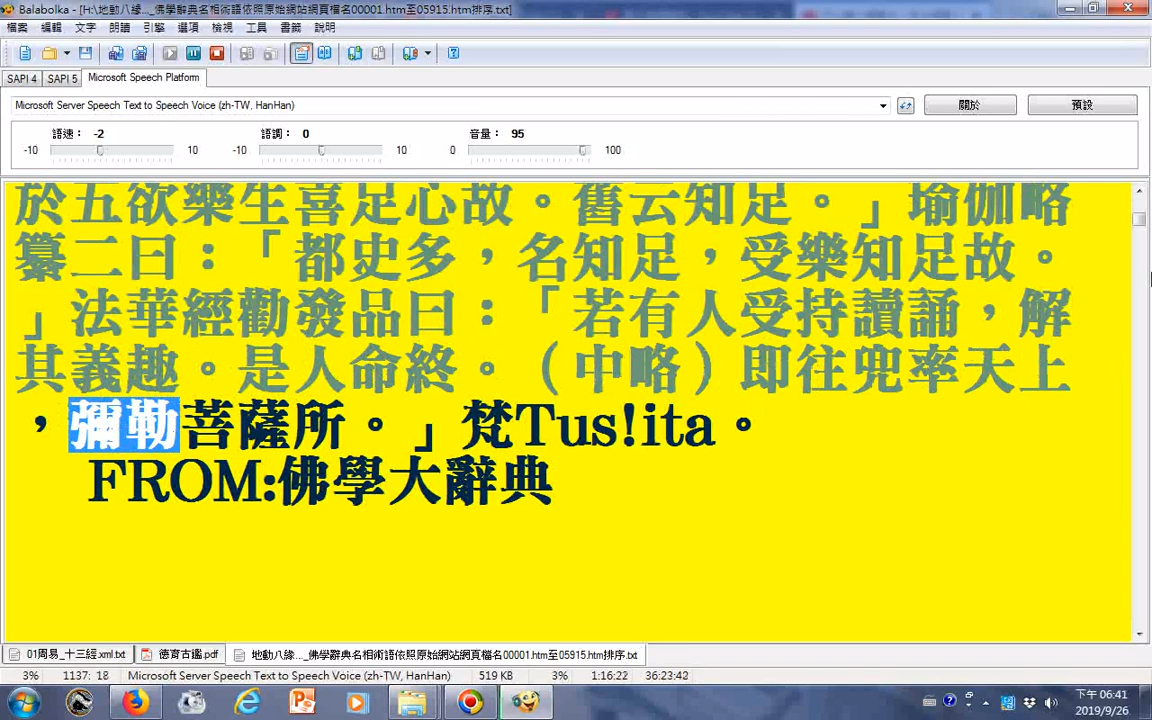 Balabolka - [H:\地動八緣..._佛學辭典名相術語依照原始網站網頁檔名00001.htm至05915.htm排序.txt]
檔案 編輯 文字 朗讀 引擎 選項 檢視 工具 書籤 說明
SAPI 4 SAPI 5 Microsoft Speech Platform
Microsoft Server Speech Text to Speech Voice (zh-TW, HanHan) 關於 預設
語速： -2 語調： 0 音量： 95
-10 10 -10 10 0 100
於五欲樂生喜足心故。舊云知足。」瑜伽略
纂二曰：「都史多，名知足，受樂知足故。
」法華經勸發品曰：「若有人受持讀誦，解
其義趣。是人命終。（中略）即往兜率天上
，彌勒菩薩所。」梵Tus!ita。
FROM:佛學大辭典
01周易_十三經.xml.txt 德育古鑑.pdf 地動八緣..._佛學辭典名相術語依照原始網站網頁檔名00001.htm至05915.htm排序.txt
3% 1137: 18 Microsoft Server Speech Text to Speech Voice (zh-TW, HanHan) 519 KB 3% 1:16:22 36:23:42
下午 06:41
2019/9/26